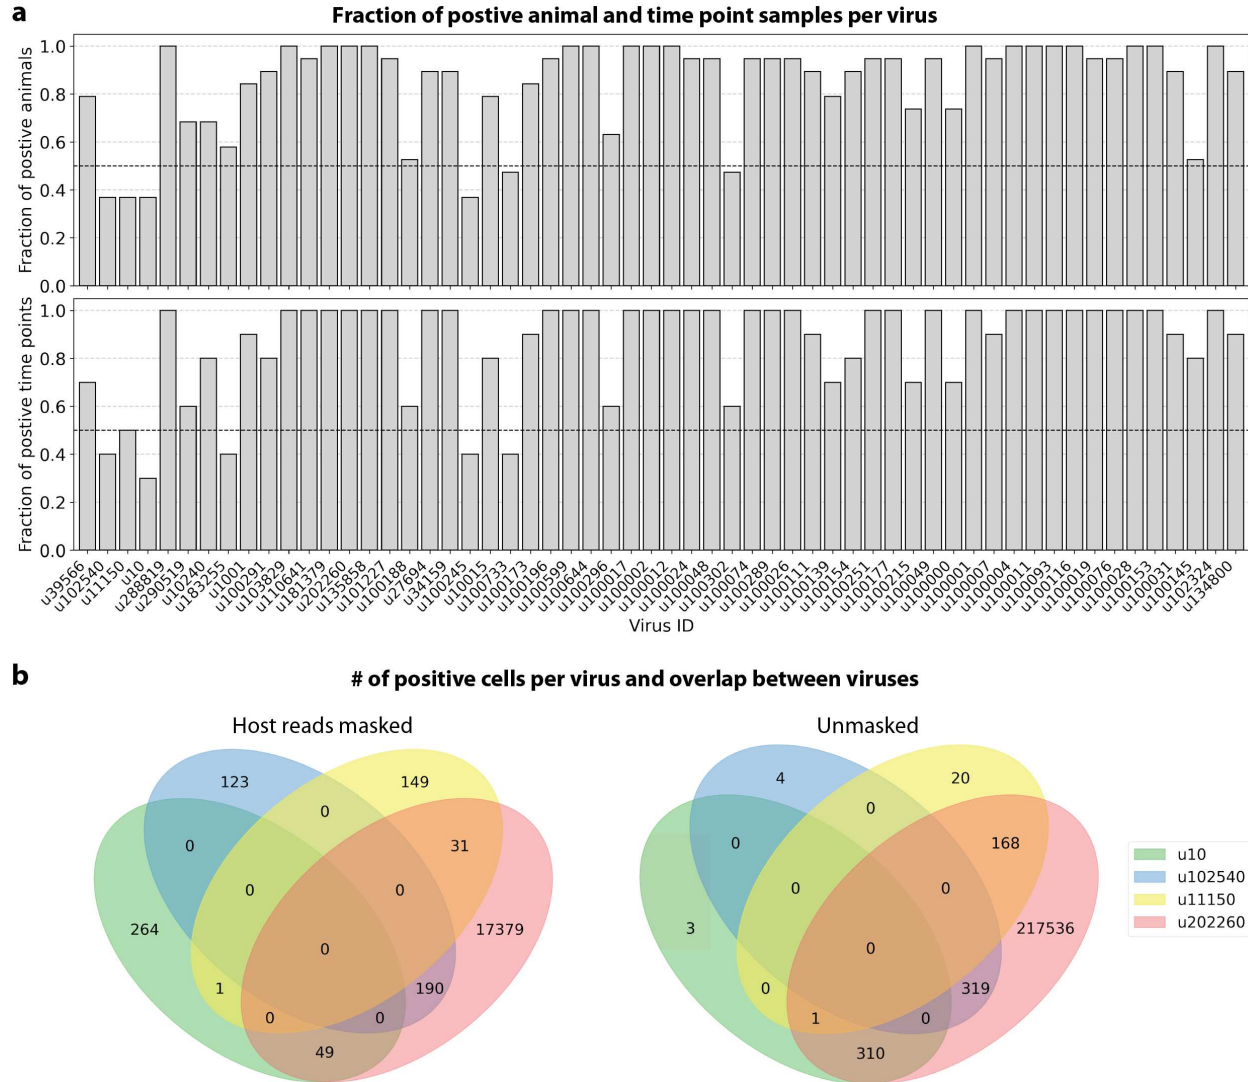 a
Fraction of postive animal and time point samples per virus
Fraction of postive animals
1.0
0.8
0.6
0.4
0.2
0.0
Fraction of postive time points
1.0
0.8
0.6
0.4
0.2
0.0
u39566
u102540
u11150
u10
u288819
u290519
u10240
u183255
u1001
u100291
u103829
u110641
u181379
u202260
u135858
u101227
u100188
u27694
u34159
u100245
u10015
u100733
u100173
u100196
u100599
u100644
u100296
u100017
u100002
u100012
u100024
u100048
u100302
u100074
u100289
u100026
u100111
u100139
u100154
u100251
u100177
u100215
u100049
u100000
u100001
u100007
u100004
u100011
u100093
u100116
u100019
u100076
u100028
u100153
u100031
u100145
u102324
u134800
Virus ID
b
# of positive cells per virus and overlap between viruses
Host reads masked
123
149
0
0
31
0
0
264
17379
0
1
190
0
0
49
Unmasked
4
20
0
0
168
0
0
3
217536
0
0
319
1
0
310
u10
u102540
u11150
u202260